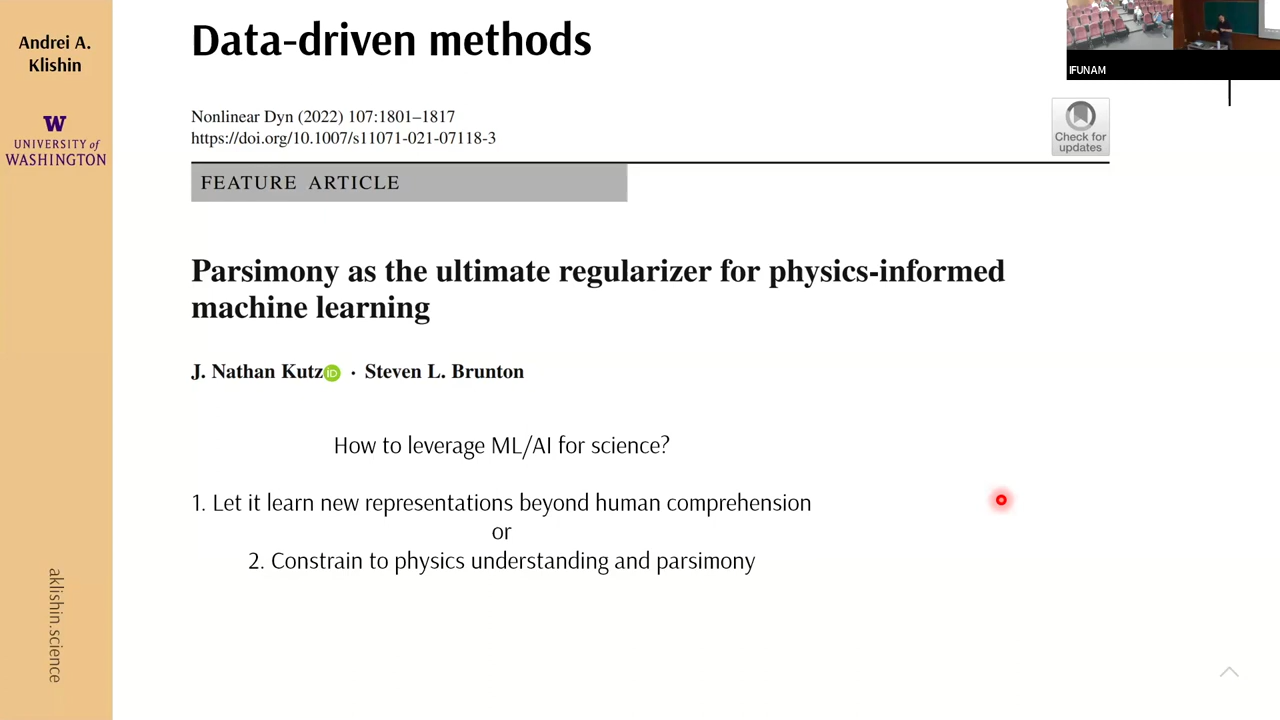 Andrei A.
Klishin
W
UNIVERSITY of
WASHINGTON
aklishin.science
Data-driven methods
IFUNAM
Nonlinear Dyn (2022) 107:1801–1817
https://doi.org/10.1007/s11071-021-07118-3
Check for
updates
FEATURE ARTICLE
Parsimony as the ultimate regularizer for physics-informed
machine learning
J. Nathan Kutz iD · Steven L. Brunton
How to leverage ML/AI for science?
1. Let it learn new representations beyond human comprehension
or
2. Constrain to physics understanding and parsimony